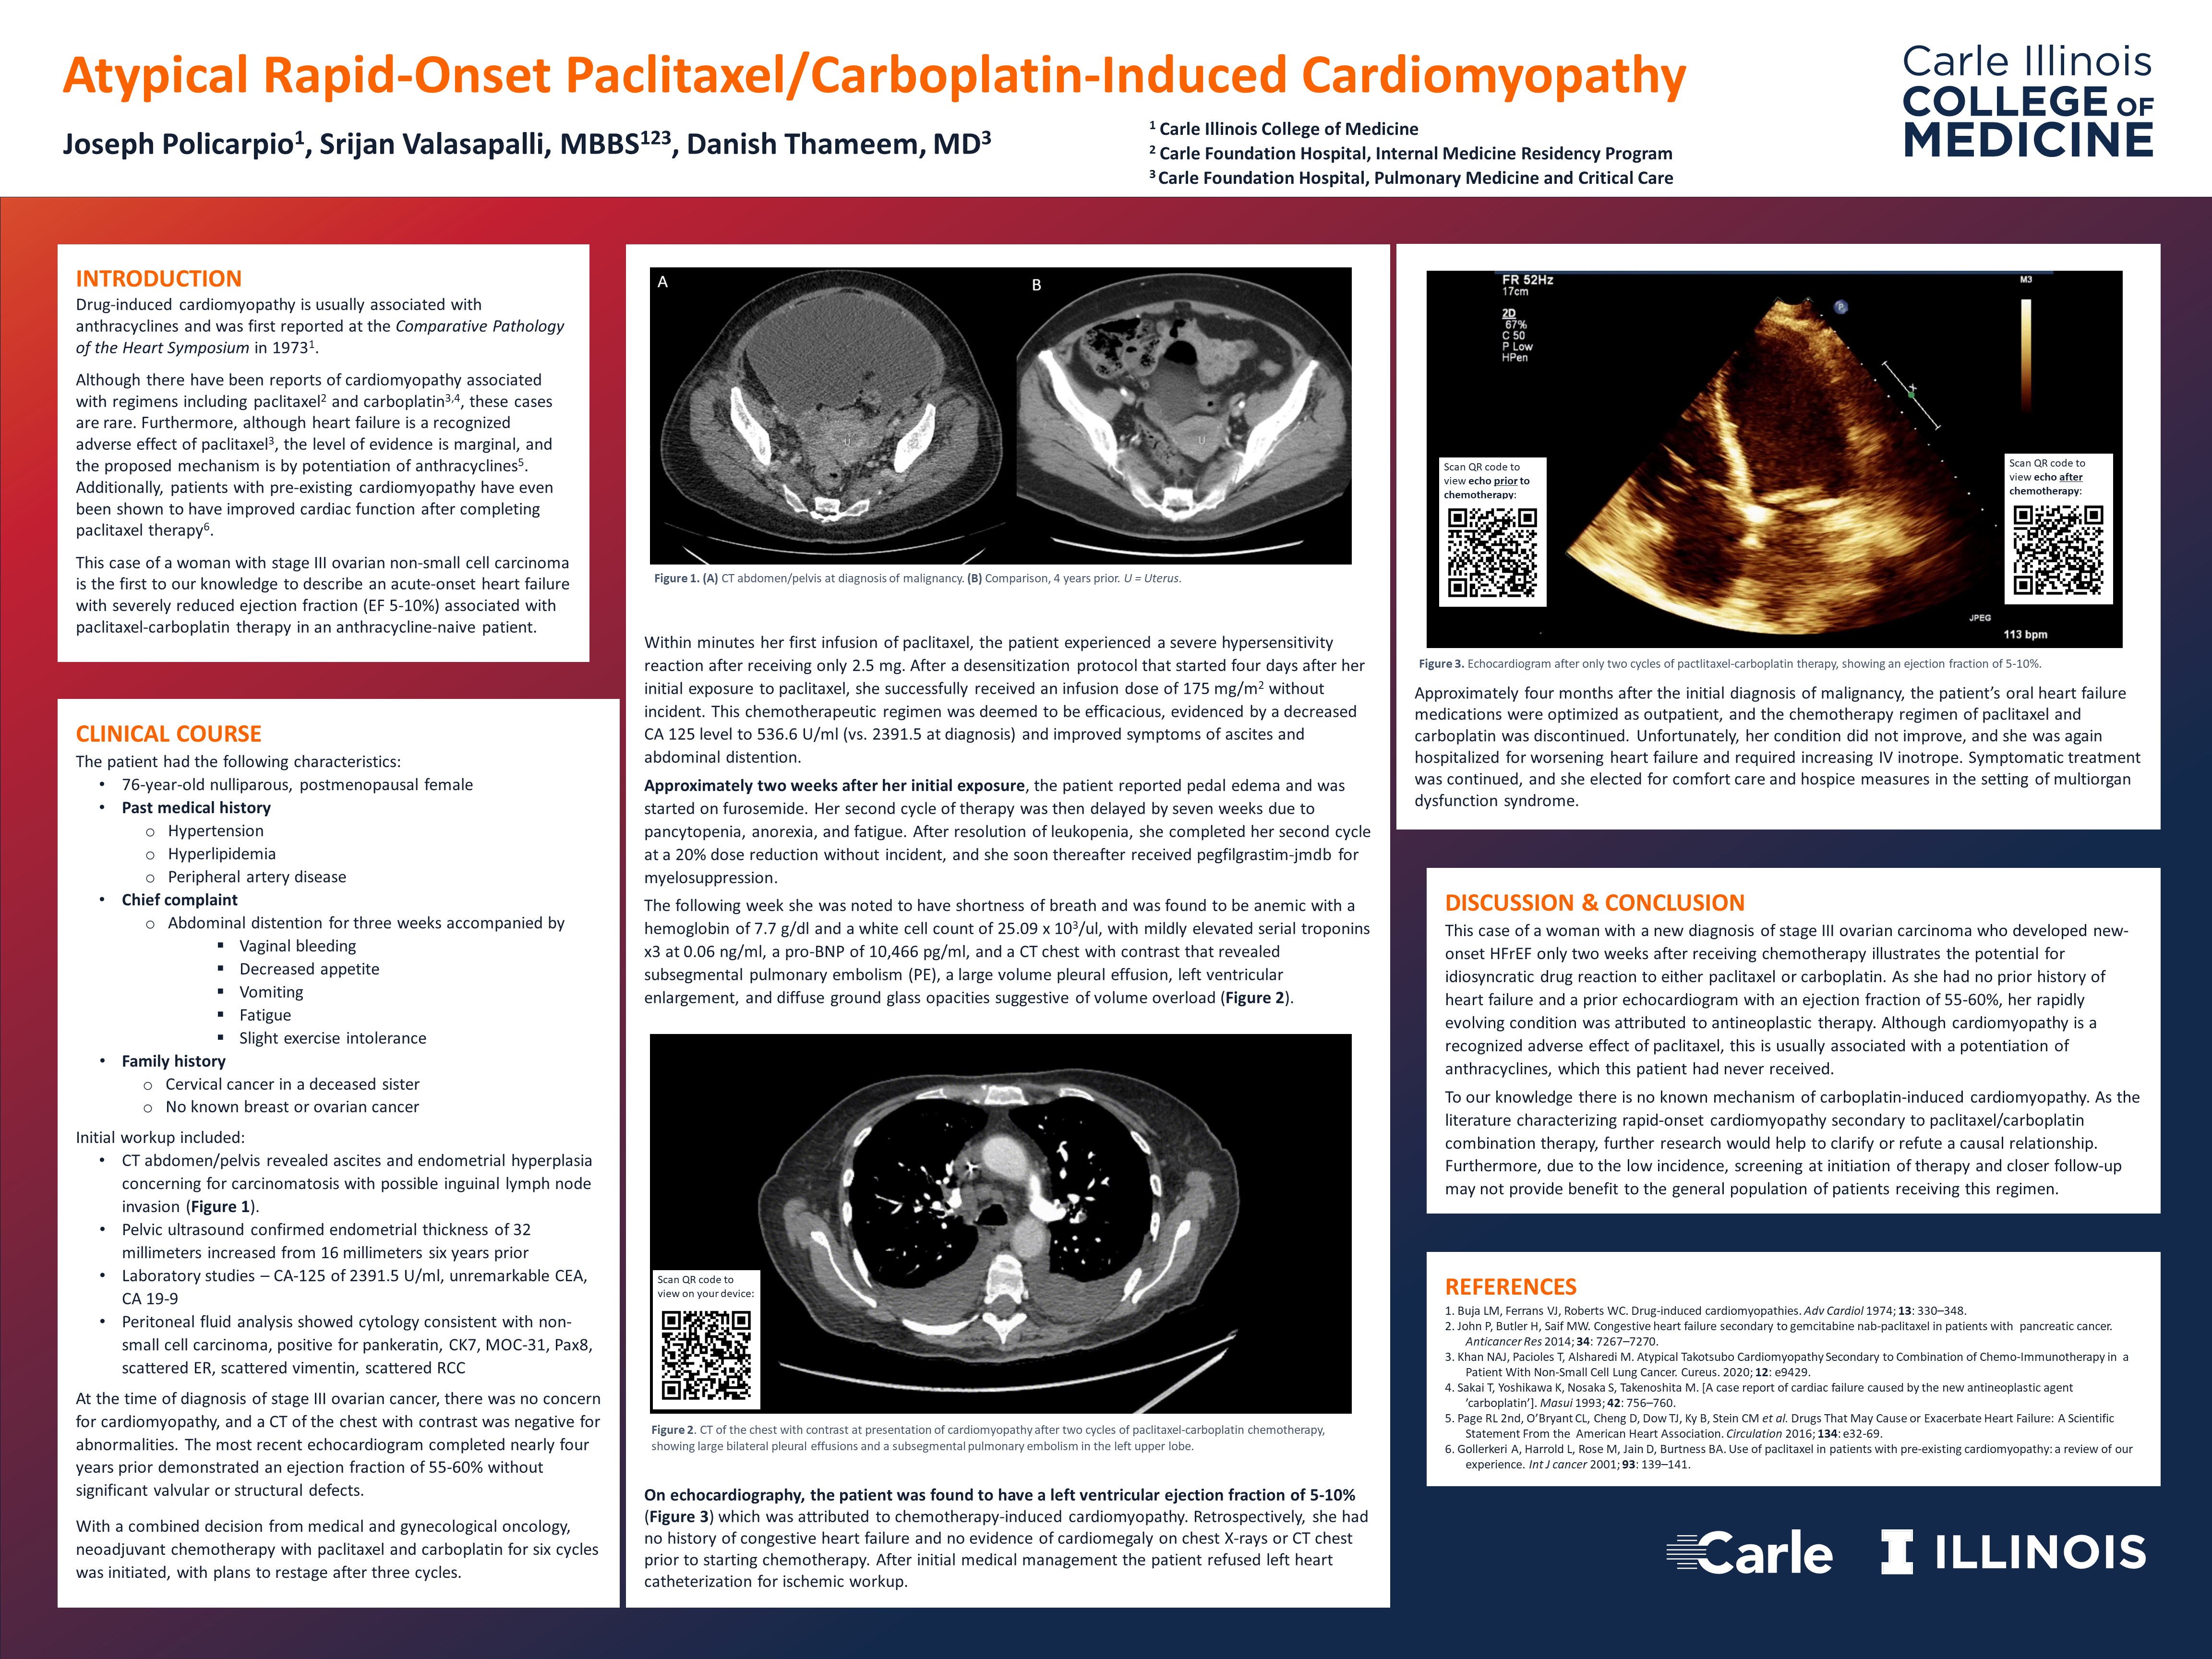 Atypical Rapid-Onset Paclitaxel/Carboplatin-Induced Cardiomyopathy
Joseph Policarpio1, Srijan Valasapalli, MBBS123, Danish Thameem, MD3
1 Carle Illinois College of Medicine
2 Carle Foundation Hospital, Internal Medicine Residency Program
3 Carle Foundation Hospital, Pulmonary Medicine and Critical Care
Carle Illinois
COLLEGE OF
MEDICINE
INTRODUCTION
Drug-induced cardiomyopathy is usually associated with
anthracyclines and was first reported at the Comparative Pathology
of the Heart Symposium in 19731.
Although there have been reports of cardiomyopathy associated
with regimens including paclitaxel2 and carboplatin3,4, these cases
are rare. Furthermore, although heart failure is a recognized
adverse effect of paclitaxel3, the level of evidence is marginal, and
the proposed mechanism is by potentiation of anthracyclines5.
Additionally, patients with pre-existing cardiomyopathy have even
been shown to have improved cardiac function after completing
paclitaxel therapy6.
This case of a woman with stage III ovarian non-small cell carcinoma
is the first to our knowledge to describe an acute-onset heart failure
with severely reduced ejection fraction (EF 5-10%) associated with
paclitaxel-carboplatin therapy in an anthracycline-naive patient.
CLINICAL COURSE
The patient had the following characteristics:
• 76-year-old nulliparous, postmenopausal female
• Past medical history
o Hypertension
o Hyperlipidemia
o Peripheral artery disease
• Chief complaint
o Abdominal distention for three weeks accompanied by
▪ Vaginal bleeding
▪ Decreased appetite
▪ Vomiting
▪ Fatigue
▪ Slight exercise intolerance
• Family history
o Cervical cancer in a deceased sister
o No known breast or ovarian cancer
Initial workup included:
• CT abdomen/pelvis revealed ascites and endometrial hyperplasia
concerning for carcinomatosis with possible inguinal lymph node
invasion (Figure 1).
• Pelvic ultrasound confirmed endometrial thickness of 32
millimeters increased from 16 millimeters six years prior
• Laboratory studies – CA-125 of 2391.5 U/ml, unremarkable CEA,
CA 19-9
• Peritoneal fluid analysis showed cytology consistent with non-
small cell carcinoma, positive for pankeratin, CK7, MOC-31, Pax8,
scattered ER, scattered vimentin, scattered RCC
At the time of diagnosis of stage III ovarian cancer, there was no concern
for cardiomyopathy, and a CT of the chest with contrast was negative for
abnormalities. The most recent echocardiogram completed nearly four
years prior demonstrated an ejection fraction of 55-60% without
significant valvular or structural defects.
With a combined decision from medical and gynecological oncology,
neoadjuvant chemotherapy with paclitaxel and carboplatin for six cycles
was initiated, with plans to restage after three cycles.
A
B
U
U
Figure 1. (A) CT abdomen/pelvis at diagnosis of malignancy. (B) Comparison, 4 years prior. U = Uterus.
Within minutes her first infusion of paclitaxel, the patient experienced a severe hypersensitivity
reaction after receiving only 2.5 mg. After a desensitization protocol that started four days after her
initial exposure to paclitaxel, she successfully received an infusion dose of 175 mg/m2 without
incident. This chemotherapeutic regimen was deemed to be efficacious, evidenced by a decreased
CA 125 level to 536.6 U/ml (vs. 2391.5 at diagnosis) and improved symptoms of ascites and
abdominal distention.
Approximately two weeks after her initial exposure, the patient reported pedal edema and was
started on furosemide. Her second cycle of therapy was then delayed by seven weeks due to
pancytopenia, anorexia, and fatigue. After resolution of leukopenia, she completed her second cycle
at a 20% dose reduction without incident, and she soon thereafter received pegfilgrastim-jmdb for
myelosuppression.
The following week she was noted to have shortness of breath and was found to be anemic with a
hemoglobin of 7.7 g/dl and a white cell count of 25.09 x 103/ul, with mildly elevated serial troponins
x3 at 0.06 ng/ml, a pro-BNP of 10,466 pg/ml, and a CT chest with contrast that revealed
subsegmental pulmonary embolism (PE), a large volume pleural effusion, left ventricular
enlargement, and diffuse ground glass opacities suggestive of volume overload (Figure 2).
Scan QR code to
view on your device:
Figure 2. CT of the chest with contrast at presentation of cardiomyopathy after two cycles of paclitaxel-carboplatin chemotherapy,
showing large bilateral pleural effusions and a subsegmental pulmonary embolism in the left upper lobe.
On echocardiography, the patient was found to have a left ventricular ejection fraction of 5-10%
(Figure 3) which was attributed to chemotherapy-induced cardiomyopathy. Retrospectively, she had
no history of congestive heart failure and no evidence of cardiomegaly on chest X-rays or CT chest
prior to starting chemotherapy. After initial medical management the patient refused left heart
catheterization for ischemic workup.
FR 52Hz
17cm
2D
67%
C 50
P Low
HPen
P
M3
Scan QR code to
view echo prior to
chemotherapy:
Scan QR code to
view echo after
chemotherapy:
JPEG
113 bpm
Figure 3. Echocardiogram after only two cycles of pactlitaxel-carboplatin therapy, showing an ejection fraction of 5-10%.
Approximately four months after the initial diagnosis of malignancy, the patient's oral heart failure
medications were optimized as outpatient, and the chemotherapy regimen of paclitaxel and
carboplatin was discontinued. Unfortunately, her condition did not improve, and she was again
hospitalized for worsening heart failure and required increasing IV inotrope. Symptomatic treatment
was continued, and she elected for comfort care and hospice measures in the setting of multiorgan
dysfunction syndrome.
DISCUSSION & CONCLUSION
This case of a woman with a new diagnosis of stage III ovarian carcinoma who developed new-
onset HFrEF only two weeks after receiving chemotherapy illustrates the potential for
idiosyncratic drug reaction to either paclitaxel or carboplatin. As she had no prior history of
heart failure and a prior echocardiogram with an ejection fraction of 55-60%, her rapidly
evolving condition was attributed to antineoplastic therapy. Although cardiomyopathy is a
recognized adverse effect of paclitaxel, this is usually associated with a potentiation of
anthracyclines, which this patient had never received.
To our knowledge there is no known mechanism of carboplatin-induced cardiomyopathy. As the
literature characterizing rapid-onset cardiomyopathy secondary to paclitaxel/carboplatin
combination therapy, further research would help to clarify or refute a causal relationship.
Furthermore, due to the low incidence, screening at initiation of therapy and closer follow-up
may not provide benefit to the general population of patients receiving this regimen.
REFERENCES
1. Buja LM, Ferrans VJ, Roberts WC. Drug-induced cardiomyopathies. Adv Cardiol 1974; 13: 330–348.
2. John P, Butler H, Saif MW. Congestive heart failure secondary to gemcitabine nab-paclitaxel in patients with pancreatic cancer.
Anticancer Res 2014; 34: 7267–7270.
3. Khan NAJ, Pacioles T, Alsharedi M. Atypical Takotsubo Cardiomyopathy Secondary to Combination of Chemo-Immunotherapy in a
Patient With Non-Small Cell Lung Cancer. Cureus. 2020; 12: e9429.
4. Sakai T, Yoshikawa K, Nosaka S, Takenoshita M. [A case report of cardiac failure caused by the new antineoplastic agent
'carboplatin']. Masui 1993; 42: 756–760.
5. Page RL 2nd, O'Bryant CL, Cheng D, Dow TJ, Ky B, Stein CM et al. Drugs That May Cause or Exacerbate Heart Failure: A Scientific
Statement From the American Heart Association. Circulation 2016; 134: e32-69.
6. Gollerkeri A, Harrold L, Rose M, Jain D, Burtness BA. Use of paclitaxel in patients with pre-existing cardiomyopathy: a review of our
experience. Int J cancer 2001; 93: 139–141.
Carle
I ILLINOIS